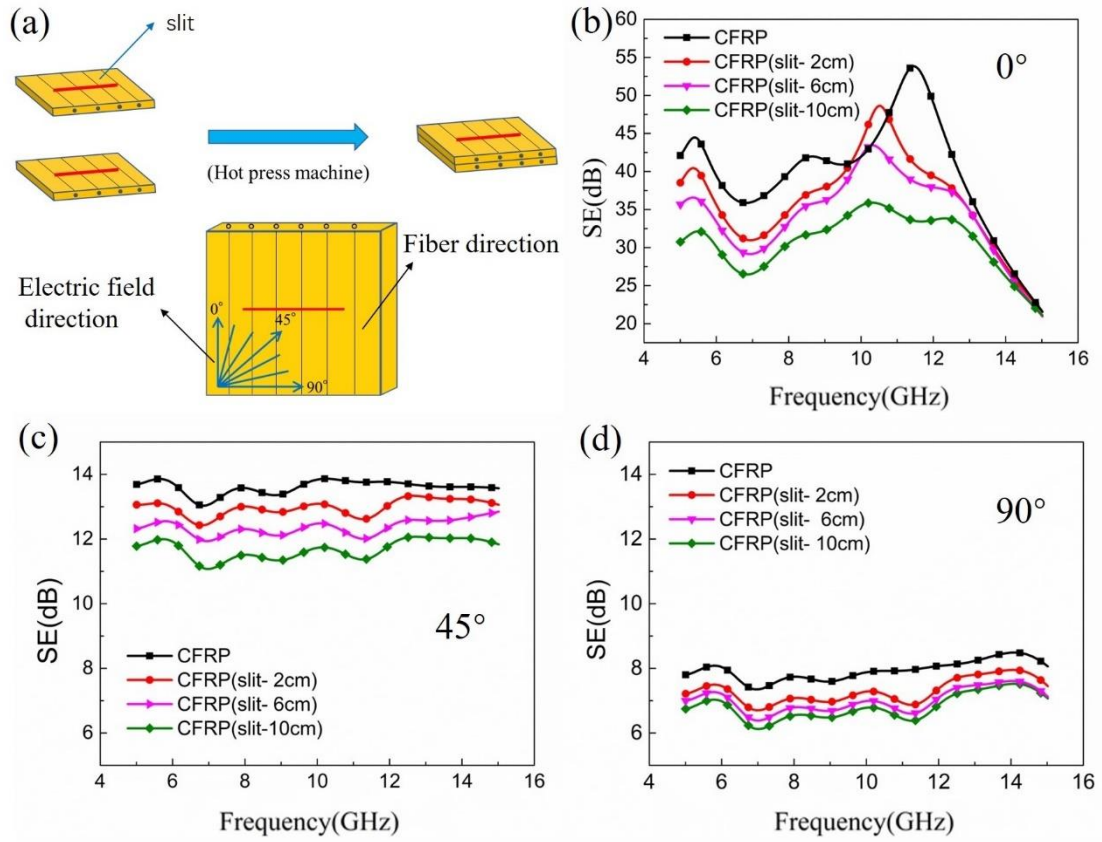 (a)
slit
(Hot press machine)
Fiber direction
Electric field
direction
0°
45°
90°
(b)
60
55
50
45
40
35
30
25
20
SE(dB)
CFRP
CFRP(slit- 2cm)
CFRP(slit- 6cm)
CFRP(slit-10cm)
0°
4 6 8 10 12 14 16
Frequency(GHz)
(c)
14
12
10
8
6
SE(dB)
45°
CFRP
CFRP(slit- 2cm)
CFRP(slit- 6cm)
CFRP(slit-10cm)
4 6 8 10 12 14 16
Frequency(GHz)
(d)
14
12
10
8
6
SE(dB)
CFRP
CFRP(slit- 2cm)
CFRP(slit- 6cm)
CFRP(slit- 10cm)
90°
4 6 8 10 12 14 16
Frequency(GHz)